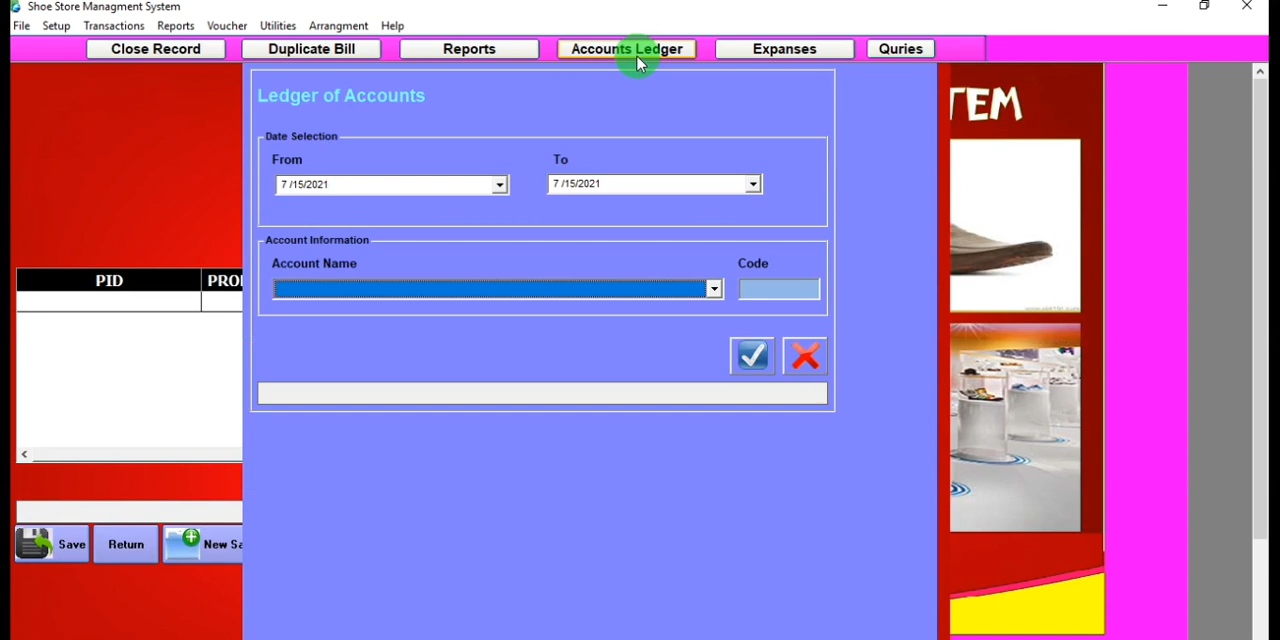 Shoe Store Managment System
File Setup Transactions Reports Voucher Utilities Arrangment Help
Close Record Duplicate Bill Reports Accounts Ledger Expanses Quries
TEM
Ledger of Accounts
Date Selection
From To
7 /15/2021 7 /15/2021
Account Information
Account Name Code
PID
Save Return New